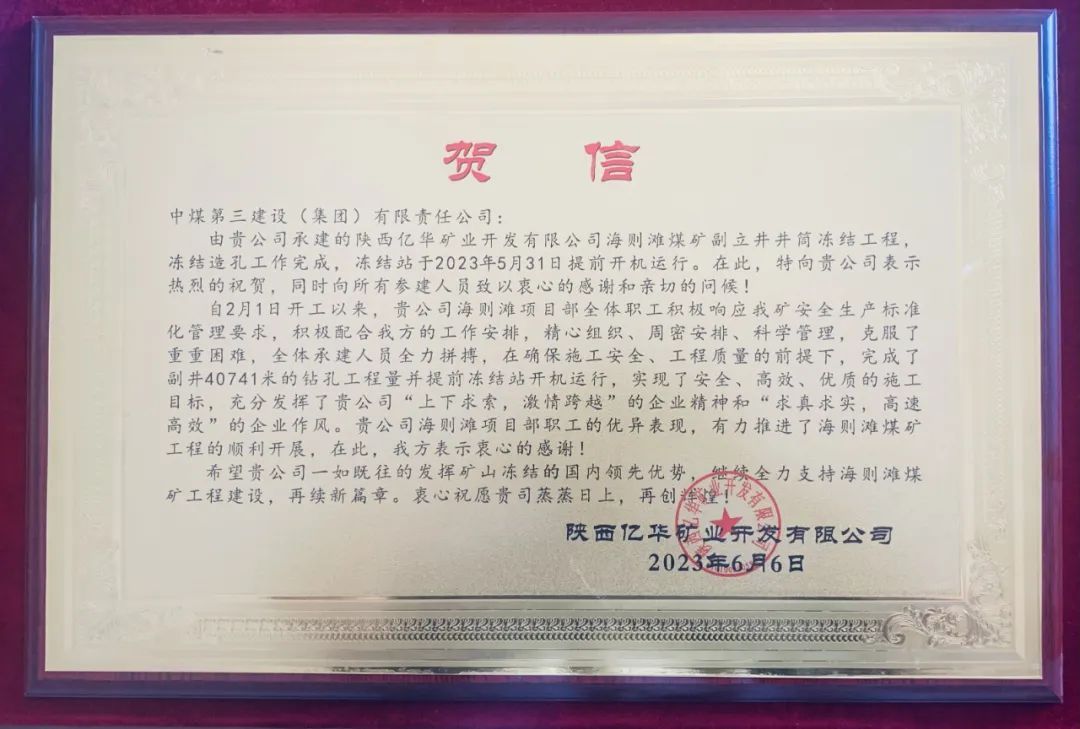 贺 信
中煤第三建设（集团）有限责任公司：
由贵公司承建的陕西亿华矿业开发有限公司海则滩煤矿副立井井筒冻结工程，
冻结造孔工作完成，冻结站于2023年5月31日提前开机运行。在此，特向贵公司表示
热烈的祝贺，同时向所有参建人员致以衷心的感谢和亲切的问候！
自2月1日开工以来，贵公司海则滩项目部全体职工积极响应我矿安全生产标准
化管理要求，积极配合我方的工作安排，精心组织、周密安排、科学管理，克服了
重重困难，全体承建人员全力拼搏，在确保施工安全、工程质量的前提下，完成了
副井40741米的钻孔工程量并提前冻结站开机运行，实现了安全、高效、优质的施工
目标，充分发挥了贵公司“上下求索，激情跨越”的企业精神和“求真求实，高速
高效”的企业作风。贵公司海则滩项目部职工的优异表现，有力推进了海则滩煤矿
工程的顺利开展，在此，我方表示衷心的感谢！
希望贵公司一如既往的发挥矿山冻结的国内领先优势，继续全力支持海则滩煤
矿工程建设，再续新篇章。衷心祝愿贵司蒸蒸日上，再创辉煌！
陕西亿华矿业开发有限公司
2023年6月6日
陕西亿华矿业开发有限公司